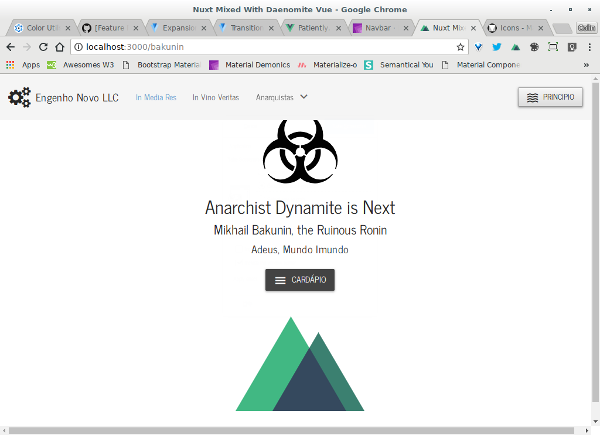 Nuxt Mixed With Daenomite Vue - Google Chrome
Color Uti
[Feature
Expansio
Transition
Patiently
Navbar
Nuxt Mix
Icons - M
localhost:3000/bakunin
Apps
Awesomes W3
Bootstrap Material
Material Demonics
Materialize-o
Semantical You
Material Compone
Engenho Novo LLC
In Media Res
In Vino Veritas
Anarquistas
PRINCIPIO
Anarchist Dynamite is Next
Mikhail Bakunin, the Ruinous Ronin
Adeus, Mundo Imundo
CARDÁPIO